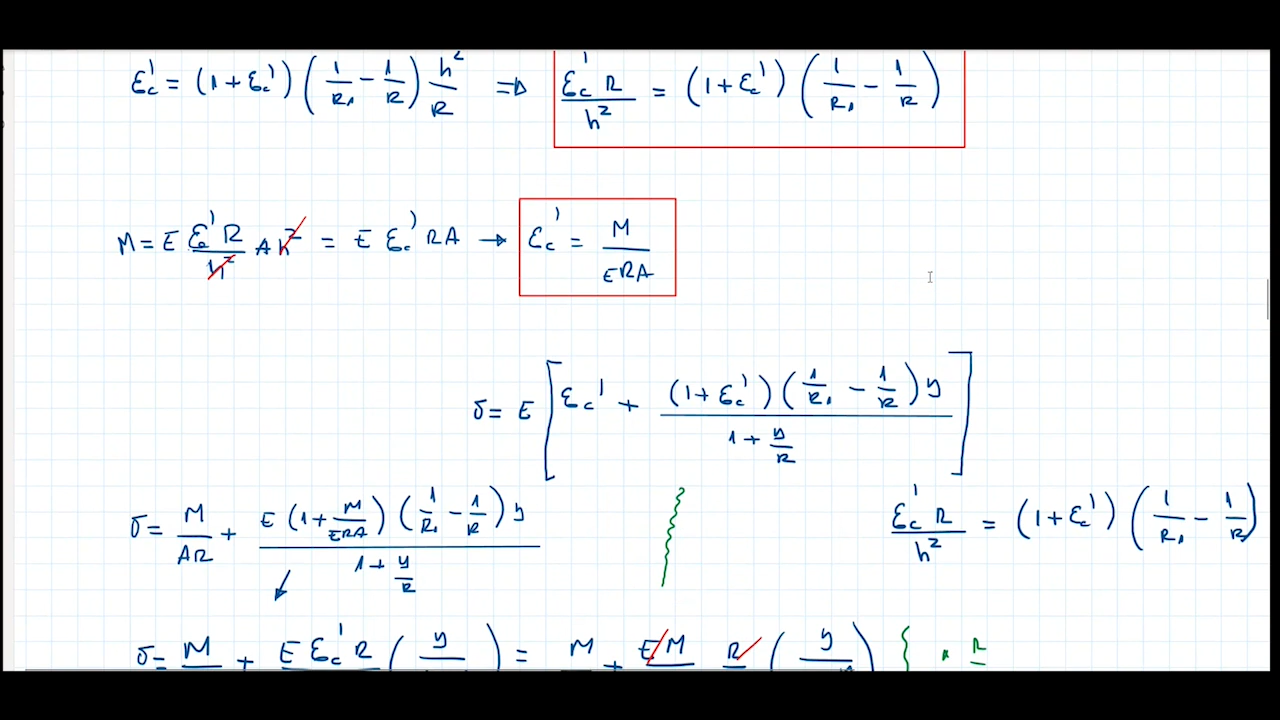 ε_c' = (1 + ε_c') (1/R₁ − 1/R) h²/R ⇒ ε_c' R / h² = (1 + ε_c') (1/R₁ − 1/R)
M = E (ε_c' R / h²) A h² = E ε_c' R A → ε_c' = M / ERA
σ = E [ ε_c' + (1 + ε_c') (1/R₁ − 1/R) y / (1 + y/R) ]
σ = M/AR + E (1 + M/ERA) (1/R₁ − 1/R) y / (1 + y/R)
ε_c' R / h² = (1 + ε_c') (1/R₁ − 1/R)
σ = M + E ε_c' R ( y ) = M + E M R ( y ) { · R